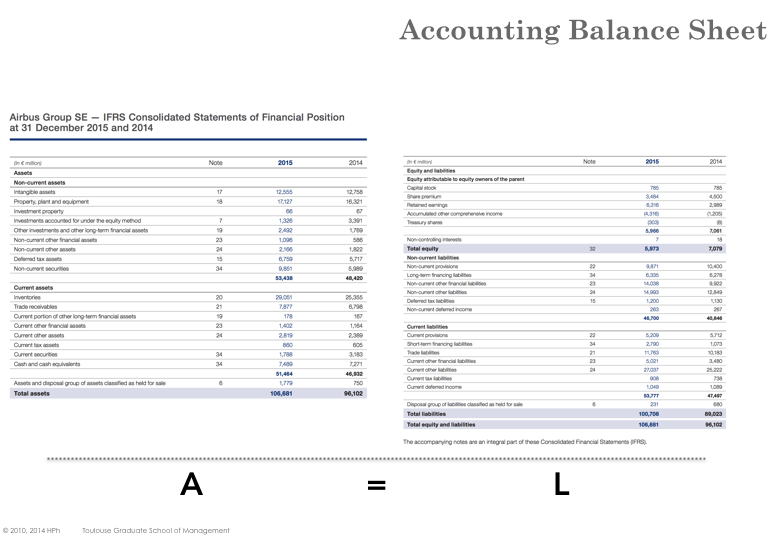 Accounting Balance Sheet
Airbus Group SE — IFRS Consolidated Statements of Financial Position
at 31 December 2015 and 2014
(In € million) Note 2015 2014
Assets
Non-current assets
Intangible assets 17 12,555 12,758
Property, plant and equipment 18 17,127 16,321
Investment property 66 67
Investments accounted for under the equity method 7 1,326 3,391
Other investments and other long-term financial assets 19 2,492 1,769
Non-current other financial assets 23 1,096 586
Non-current other assets 24 2,166 1,822
Deferred tax assets 15 6,759 5,717
Non-current securities 34 9,851 5,989
53,438 48,420
Current assets
Inventories 20 29,051 25,355
Trade receivables 21 7,877 6,798
Current portion of other long-term financial assets 19 178 167
Current other financial assets 23 1,402 1,164
Current other assets 24 2,819 2,389
Current tax assets 860 605
Current securities 34 1,788 3,183
Cash and cash equivalents 34 7,489 7,271
51,464 46,932
Assets and disposal group of assets classified as held for sale 6 1,779 750
Total assets 106,681 96,102
(In € million) Note 2015 2014
Equity and liabilities
Equity attributable to equity owners of the parent
Capital stock 785 785
Share premium 3,484 4,500
Retained earnings 6,316 2,989
Accumulated other comprehensive income (4,316) (1,205)
Treasury shares (303) (8)
5,966 7,061
Non-controlling interests 7 18
Total equity 32 5,973 7,079
Non-current liabilities
Non-current provisions 22 9,871 10,400
Long-term financing liabilities 34 6,335 6,278
Non-current other financial liabilities 23 14,038 9,922
Non-current other liabilities 24 14,993 12,849
Deferred tax liabilities 15 1,200 1,130
Non-current deferred income 263 267
46,700 40,846
Current liabilities
Current provisions 22 5,209 5,712
Short-term financing liabilities 34 2,790 1,073
Trade liabilities 21 11,763 10,183
Current other financial liabilities 23 5,021 3,480
Current other liabilities 24 27,037 25,222
Current tax liabilities 908 738
Current deferred income 1,049 1,089
53,777 47,497
Disposal group of liabilities classified as held for sale 6 231 680
Total liabilities 100,708 89,023
Total equity and liabilities 106,681 96,102
The accompanying notes are an integral part of these Consolidated Financial Statements (IFRS).
A = L
© 2010, 2014 HPh Toulouse Graduate School of Management